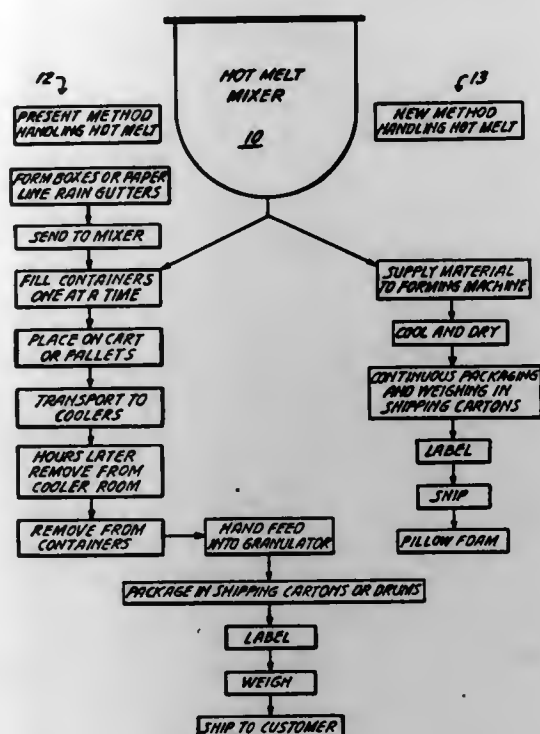 12
PRESENT METHOD
HANDLING HOT MELT
HOT MELT
MIXER
10
13
NEW METHOD
HANDLING HOT MELT
FORM BOXES OR PAPER
LINE RAIN GUTTERS
SEND TO MIXER
FILL CONTAINERS
ONE AT A TIME
PLACE ON CART
OR PALLETS
TRANSPORT TO
COOLERS
HOURS LATER
REMOVE FROM
COOLER ROOM
REMOVE FROM
CONTAINERS
HAND FEED
INTO GRANULATOR
PACKAGE IN SHIPPING CARTONS OR DRUMS
LABEL
WEIGH
SHIP TO CUSTOMER
SUPPLY MATERIAL
TO FORMING MACHINE
COOL AND DRY
CONTINUOUS PACKAGING
AND WEIGHING IN
SHIPPING CARTONS
LABEL
SHIP
PILLOW FOAM